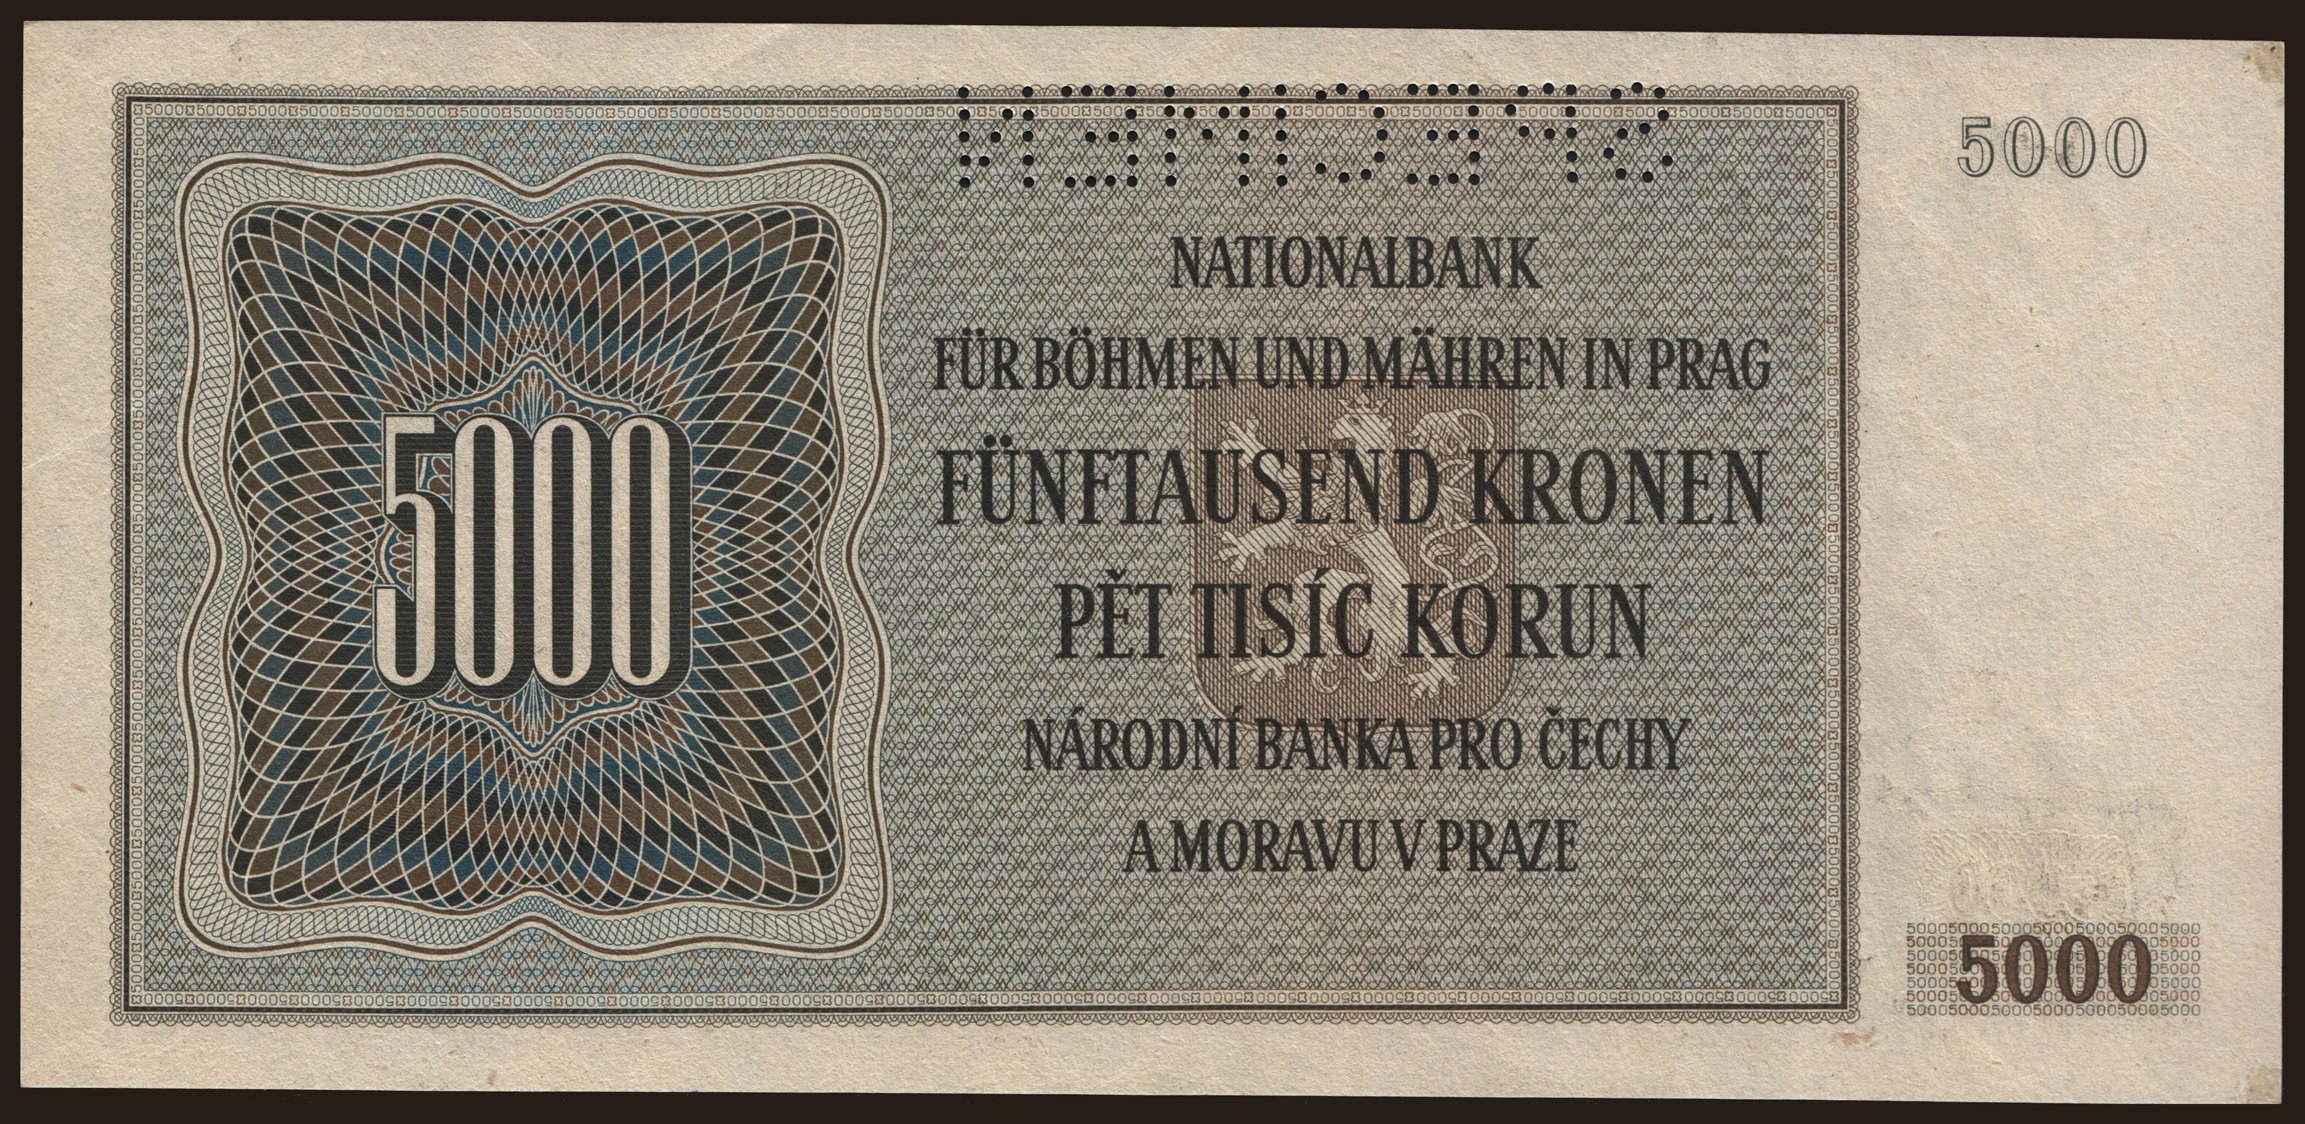 SPECIMEN
5000
NATIONALBANK
FÜR BÖHMEN UND MÄHREN IN PRAG
FÜNFTAUSEND KRONEN
5000
PĚT TISÍC KORUN
NÁRODNÍ BANKA PRO ČECHY
A MORAVU V PRAZE
5000